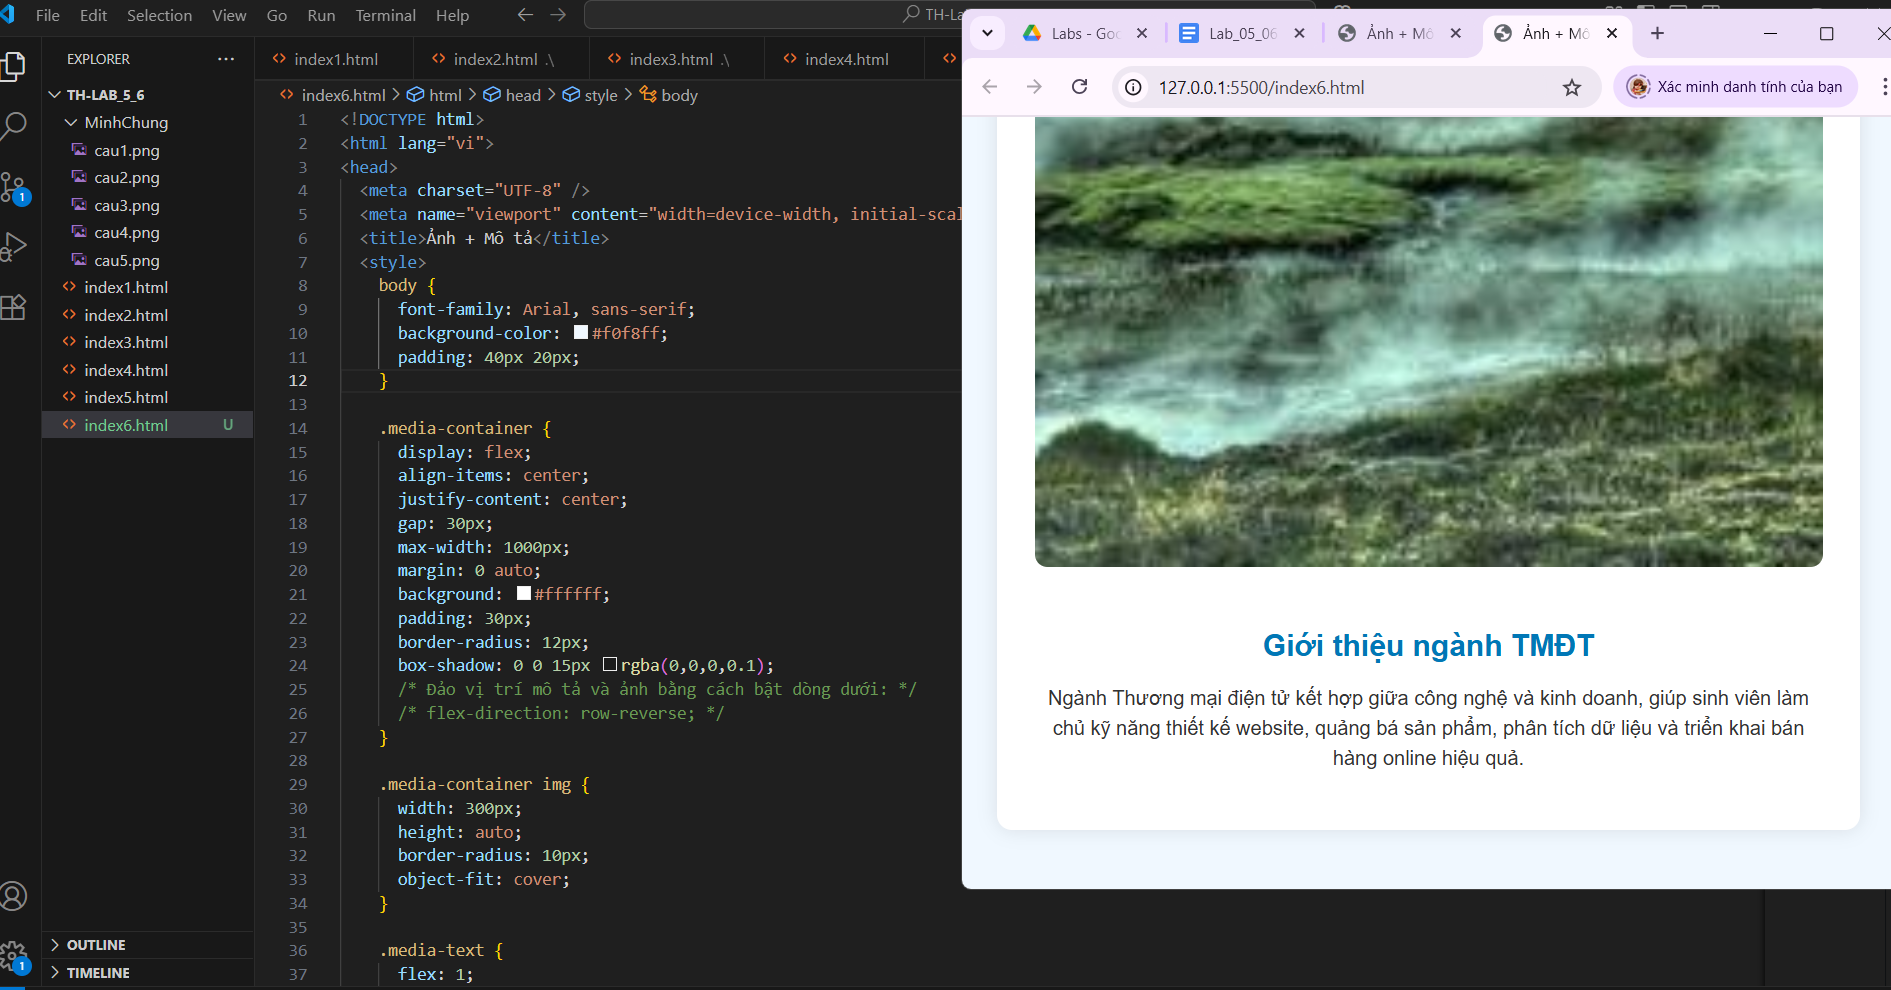 File Edit Selection View Go Run Terminal Help
TH-La
EXPLORER
TH-LAB_5_6
MinhChung
cau1.png
cau2.png
cau3.png
cau4.png
cau5.png
index1.html
index2.html
index3.html
index4.html
index5.html
index6.html U
OUTLINE
TIMELINE
1
1
index1.html index2.html .\ index3.html .\ index4.html
index6.html > html > head > style > body
1 <!DOCTYPE html>
2 <html lang="vi">
3 <head>
4 <meta charset="UTF-8" />
5 <meta name="viewport" content="width=device-width, initial-scal
6 <title>Ảnh + Mô tả</title>
7 <style>
8 body {
9 font-family: Arial, sans-serif;
10 background-color: #f0f8ff;
11 padding: 40px 20px;
12 }
13
14 .media-container {
15 display: flex;
16 align-items: center;
17 justify-content: center;
18 gap: 30px;
19 max-width: 1000px;
20 margin: 0 auto;
21 background: #ffffff;
22 padding: 30px;
23 border-radius: 12px;
24 box-shadow: 0 0 15px rgba(0,0,0,0.1);
25 /* Đảo vị trí mô tả và ảnh bằng cách bật dòng dưới: */
26 /* flex-direction: row-reverse; */
27 }
28
29 .media-container img {
30 width: 300px;
31 height: auto;
32 border-radius: 10px;
33 object-fit: cover;
34 }
35
36 .media-text {
37 flex: 1;
Labs - Goo Lab_05_06 Ảnh + Mô Ảnh + Mô
127.0.0.1:5500/index6.html
Xác minh danh tính của bạn
Giới thiệu ngành TMĐT
Ngành Thương mại điện tử kết hợp giữa công nghệ và kinh doanh, giúp sinh viên làm
chủ kỹ năng thiết kế website, quảng bá sản phẩm, phân tích dữ liệu và triển khai bán
hàng online hiệu quả.